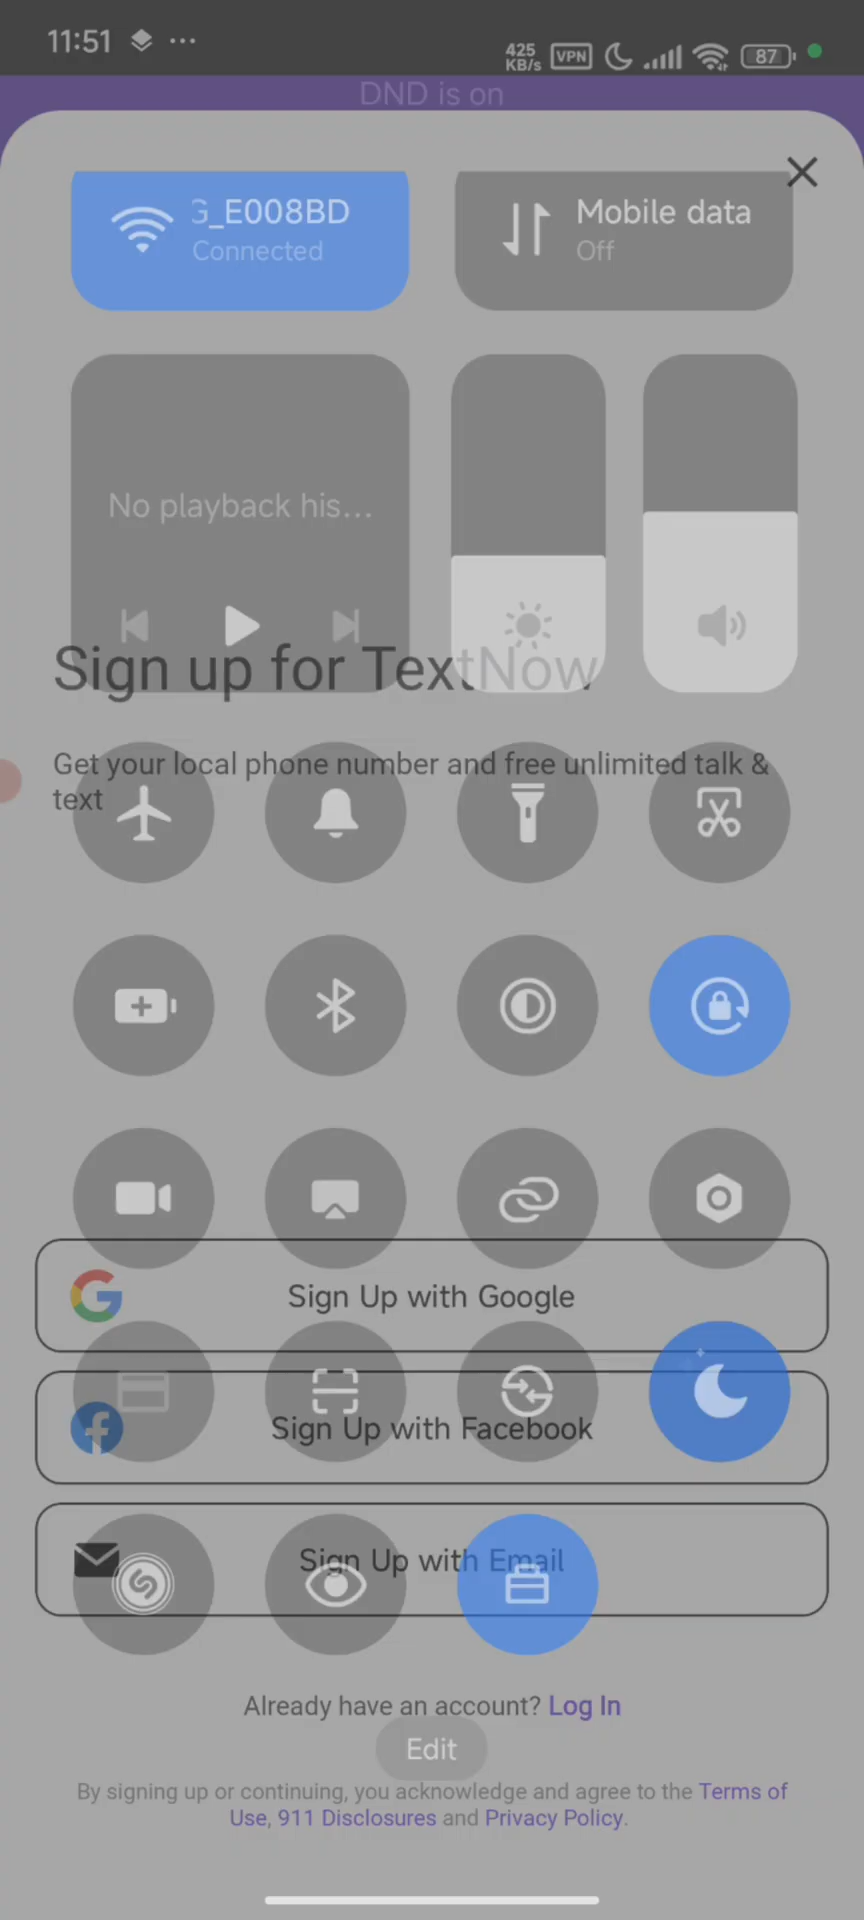 11:51
425
KB/s
VPN
87
DND is on
G_E008BD
Connected
Mobile data
Off
No playback his...
Sign up for TextNow
Get your local phone number and free unlimited talk &
text
Sign Up with Google
Sign Up with Facebook
Sign Up with Email
Already have an account? Log In
Edit
By signing up or continuing, you acknowledge and agree to the Terms of
Use, 911 Disclosures and Privacy Policy.